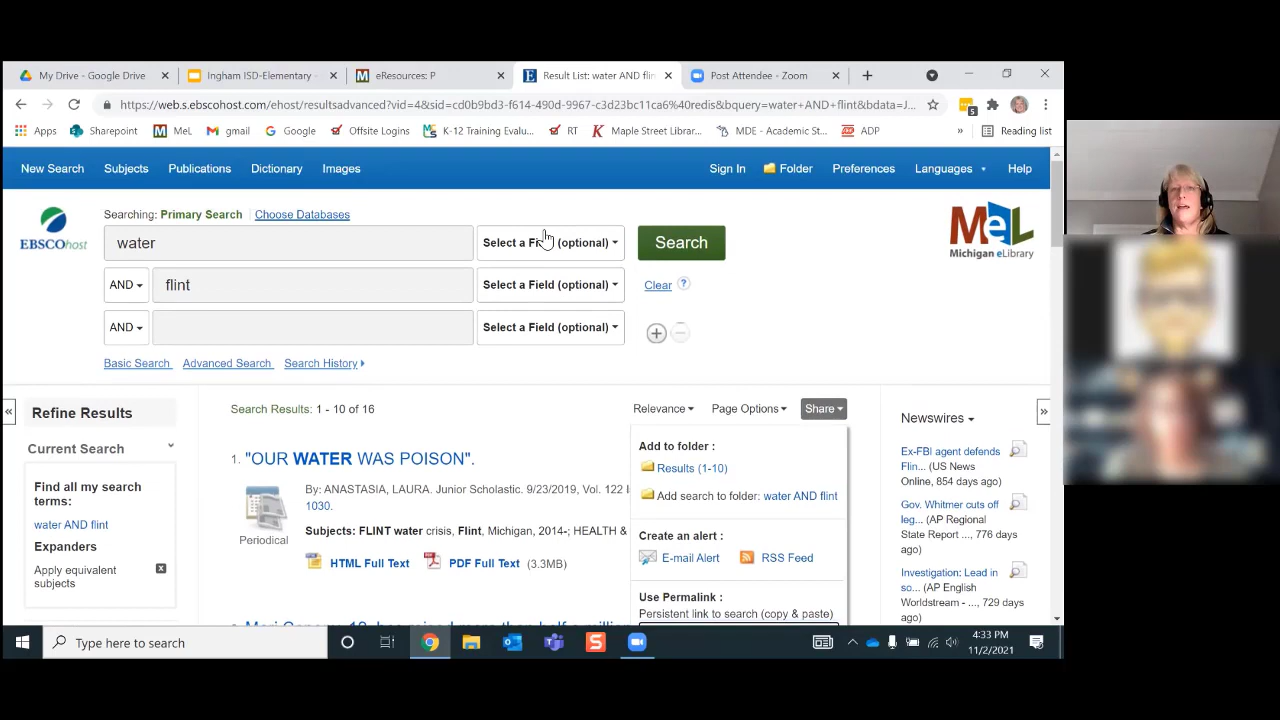 My Drive - Google Drive
Ingham ISD-Elementary -
eResources: P
Result List: water AND flin
Post Attendee - Zoom
https://web.s.ebscohost.com/ehost/resultsadvanced?vid=4&sid=cd0b9bd3-f614-490d-9967-c3d23bc11ca6%40redis&bquery=water+AND+flint&bdata=J...
5
Apps
Sharepoint
MeL
gmail
Google
Offsite Logins
K-12 Training Evalu...
RT
Maple Street Librar...
MDE - Academic St...
ADP
»
Reading list
New Search
Subjects
Publications
Dictionary
Images
Sign In
Folder
Preferences
Languages
Help
Searching: Primary Search
Choose Databases
EBSCOhost
MeL
Michigan eLibrary
water
Select a Fi (optional)
Search
AND
flint
Select a Field (optional)
Clear
?
AND
Select a Field (optional)
Basic Search
Advanced Search
Search History
«
Refine Results
Current Search
Find all my search
terms:
water AND flint
Expanders
Apply equivalent
subjects
Search Results: 1 - 10 of 16
Relevance
Page Options
Share
1. "OUR WATER WAS POISON".
By: ANASTASIA, LAURA. Junior Scholastic. 9/23/2019, Vol. 122 I
1030.
Periodical
Subjects: FLINT water crisis, Flint, Michigan, 2014-; HEALTH &
HTML Full Text
PDF Full Text (3.3MB)
Add to folder :
Results (1-10)
Add search to folder: water AND flint
Create an alert :
E-mail Alert
RSS Feed
Use Permalink :
Persistent link to search (copy & paste)
Newswires
»
Ex-FBI agent defends
Flin... (US News
Online, 854 days ago)
Gov. Whitmer cuts off
leg... (AP Regional
State Report ..., 776 days
ago)
Investigation: Lead in
so... (AP English
Worldstream - ..., 729 days
ago)
Type here to search
4:33 PM
11/2/2021